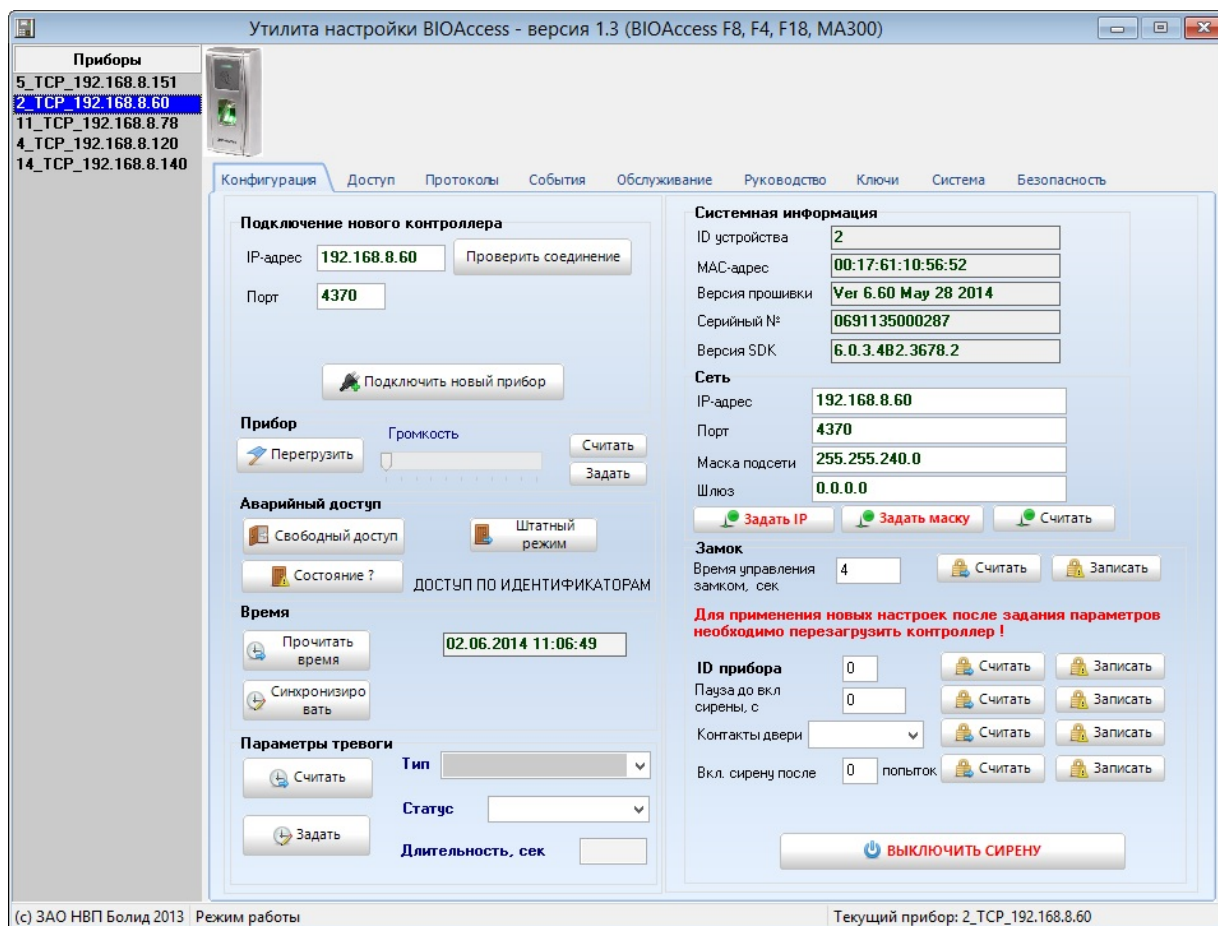 Утилита настройки BIOAccess - версия 1.3 (BIOAccess F8, F4, F18, MA300)
Приборы
5_TCP_192.168.8.151
2_TCP_192.168.8.60
11_TCP_192.168.8.78
4_TCP_192.168.8.120
14_TCP_192.168.8.140
Конфигурация Доступ Протоколы События Обслуживание Руководство Ключи Система Безопасность
Подключение нового контроллера
IP-адрес 192.168.8.60 Проверить соединение
Порт 4370
Подключить новый прибор
Прибор
Перегрузить
Громкость
Считать
Задать
Аварийный доступ
Свободный доступ
Штатный
режим
Состояние ?
ДОСТУП ПО ИДЕНТИФИКАТОРАМ
Время
Прочитать
время
02.06.2014 11:06:49
Синхронизиро
вать
Параметры тревоги
Считать
Тип
Статус
Задать
Длительность, сек
Системная информация
ID устройства 2
MAC-адрес 00:17:61:10:56:52
Версия прошивки Ver 6.60 May 28 2014
Серийный № 0691135000287
Версия SDK 6.0.3.4B2.3678.2
Сеть
IP-адрес 192.168.8.60
Порт 4370
Маска подсети 255.255.240.0
Шлюз 0.0.0.0
Задать IP Задать маску Считать
Замок
Время управления
замком, сек
4 Считать Записать
Для применения новых настроек после задания параметров
необходимо перезагрузить контроллер !
ID прибора 0 Считать Записать
Пауза до вкл
сирены, с
0 Считать Записать
Контакты двери Считать Записать
Вкл. сирену после 0 попыток Считать Записать
ВЫКЛЮЧИТЬ СИРЕНУ
(c) ЗАО НВП Болид 2013 Режим работы Текущий прибор: 2_TCP_192.168.8.60